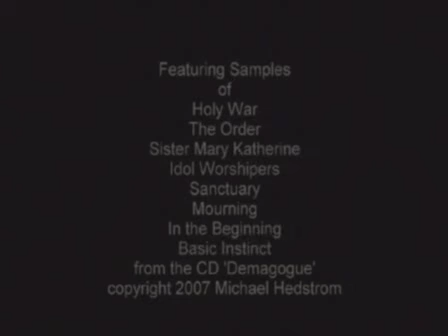 Featuring Samples
of
Holy War
The Order
Sister Mary Katherine
Idol Worshipers
Sanctuary
Mourning
In the Beginning
Basic Instinct
from the CD 'Demagogue'
copyright 2007 Michael Hedstrom